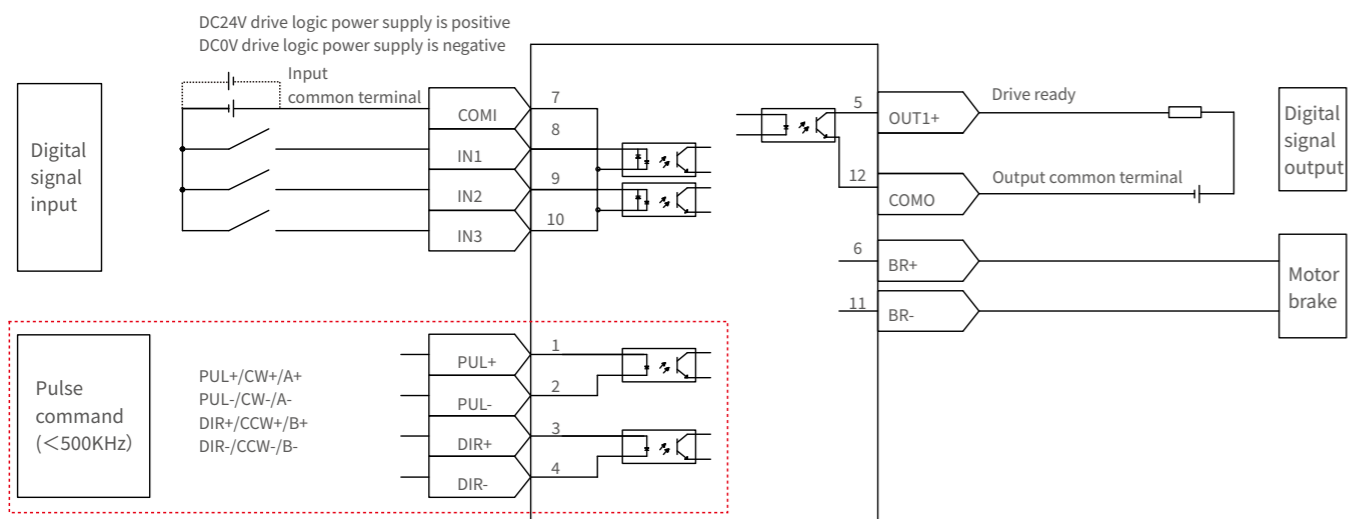 DC24V drive logic power supply is positive
DC0V drive logic power supply is negative
Digital
signal
input
Input
common terminal
COMI
7
IN1
8
IN2
9
IN3
10
5
OUT1+
Drive ready
12
COMO
Output common terminal
Digital
signal
output
6
BR+
11
BR-
Motor
brake
Pulse
command
(＜500KHz)
PUL+/CW+/A+
PUL-/CW-/A-
DIR+/CCW+/B+
DIR-/CCW-/B-
PUL+
1
PUL-
2
DIR+
3
DIR-
4